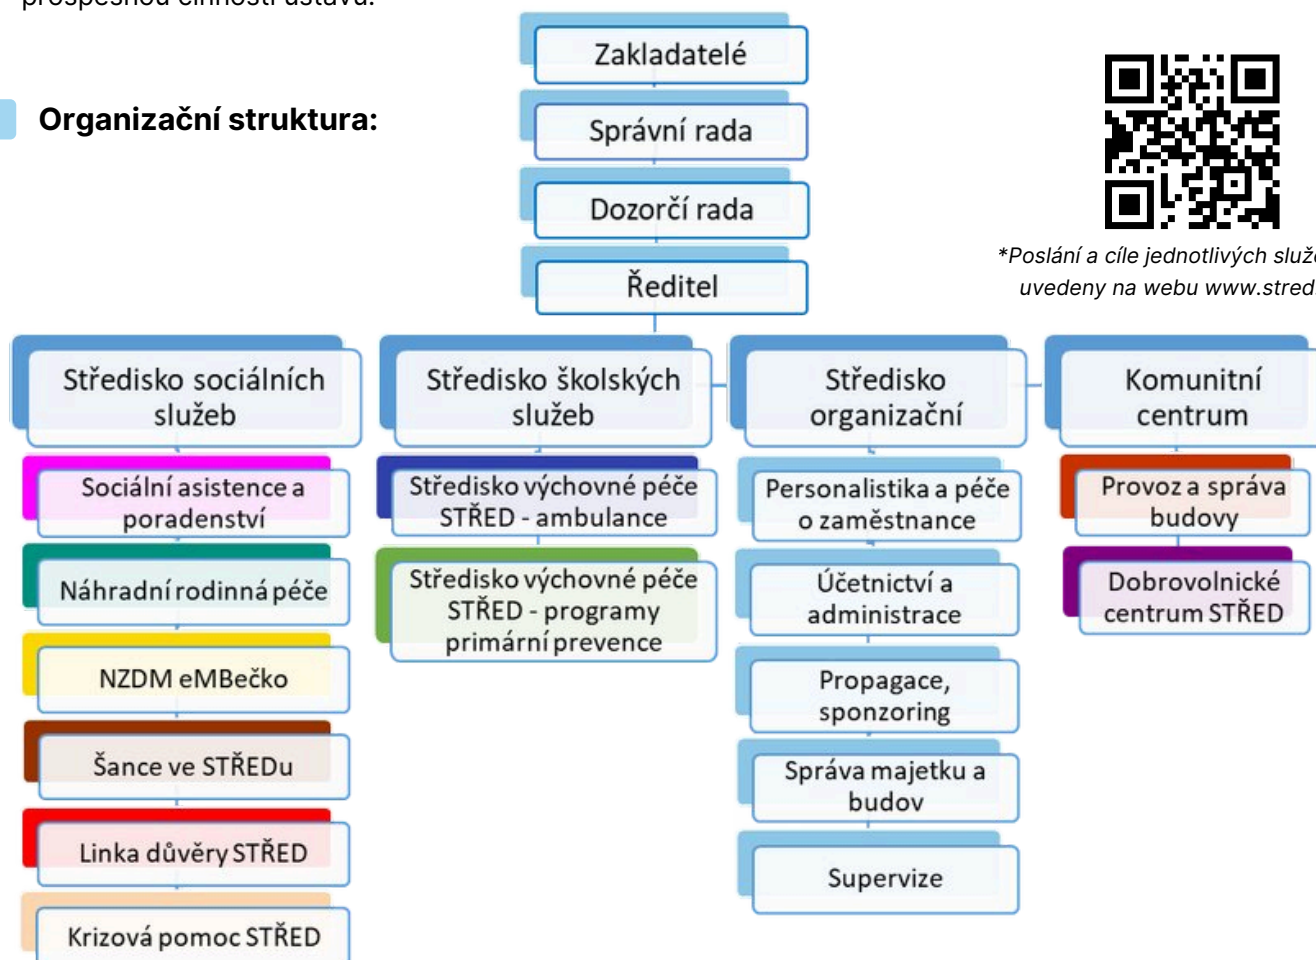 prospěšnou činností ústavu.
Organizační struktura:
Zakladatelé
Správní rada
Dozorčí rada
Ředitel
*Poslání a cíle jednotlivých
uvedeny na webu
Středisko sociálních
služeb
Sociální asistence a
poradenství
Náhradní rodinná péče
NZDM eMBečko
Šance ve STŘEDu
Linka důvěry STŘED
Krizová pomoc STŘED
Středisko školských
služeb
Středisko výchovné péče
STŘED - ambulance
Středisko výchovné péče
STŘED - programy
primární prevence
Středisko
organizační
Personalistika a péče
o zaměstnance
Účetnictví a
administrace
Propagace,
sponzoring
Správa majetku a
budov
Supervize
Komunitní
centrum
Provoz a správa
budovy
Dobrovolnické
centrum STŘED